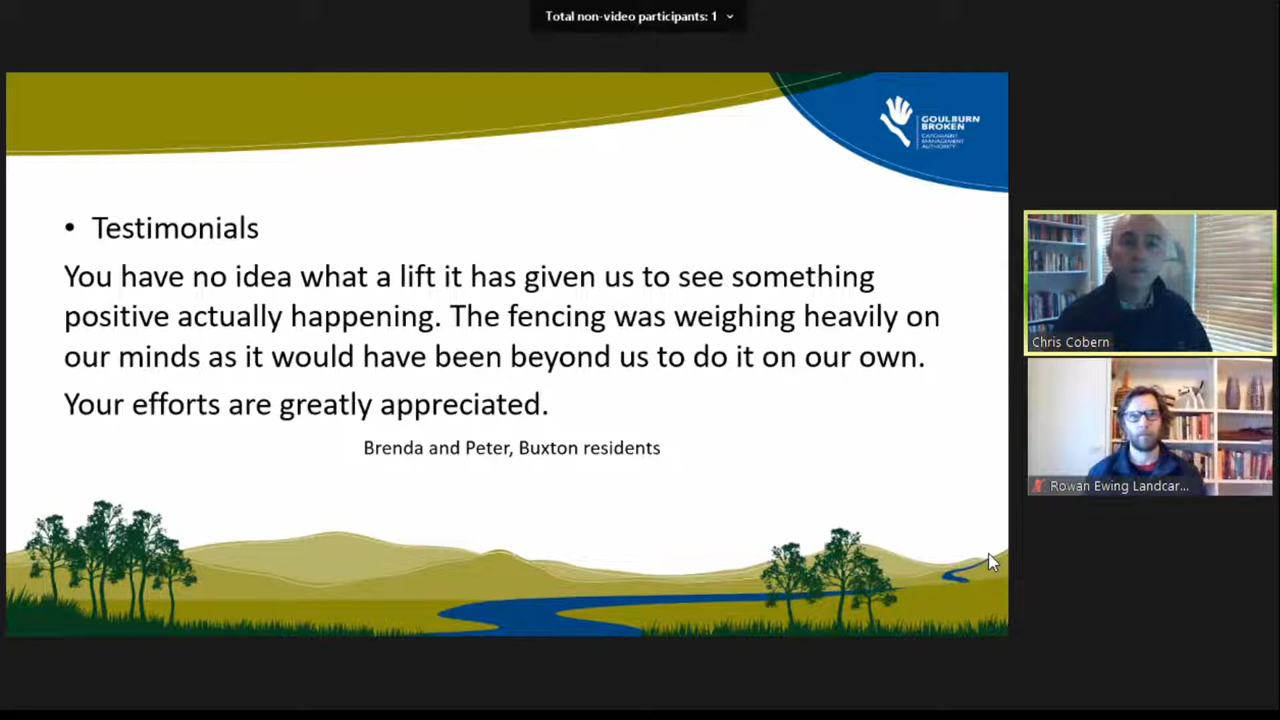 Total non-video participants: 1
GOULBURN
BROKEN
CATCHMENT
MANAGEMENT
AUTHORITY
• Testimonials
You have no idea what a lift it has given us to see something
positive actually happening. The fencing was weighing heavily on
our minds as it would have been beyond us to do it on our own.
Your efforts are greatly appreciated.
Brenda and Peter, Buxton residents
Chris Cobern
Rowan Ewing Landcar...